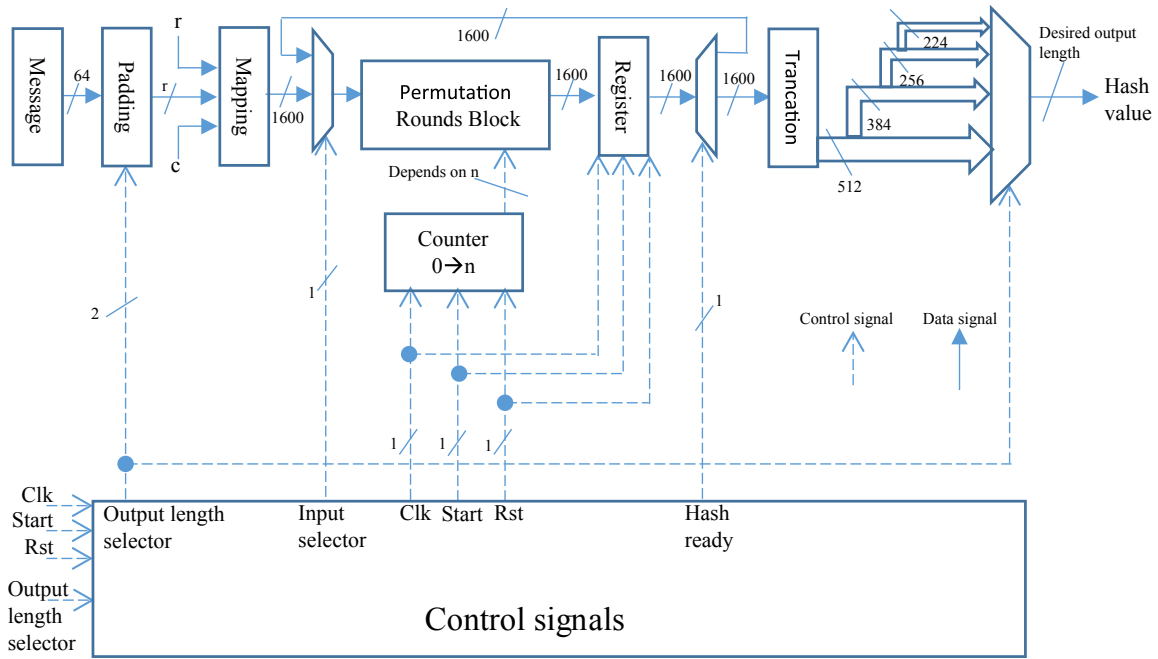 Message
64
Padding
r
r
c
Mapping
1600
1600
Permutation
Rounds Block
1600
Register
1600
1600
Trancation
224
256
384
512
Desired output
length
Hash
value
Depends on n
Counter
0→n
2
1
1
1
1
1
Control signal
Data signal
Clk
Start
Rst
Output
length
selector
Output length
selector
Input
selector
Clk
Start
Rst
Hash
ready
Control signals